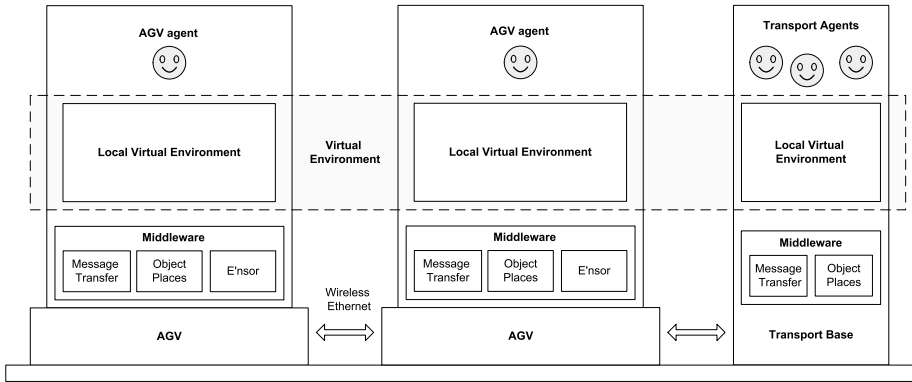 AGV agent
AGV agent
Transport Agents
Local Virtual Environment
Virtual
Environment
Local Virtual Environment
Local Virtual
Environment
Middleware
Message
Transfer
Object
Places
E'nsor
Middleware
Message
Transfer
Object
Places
E'nsor
Middleware
Message
Transfer
Object
Places
Wireless
Ethernet
AGV
AGV
Transport Base